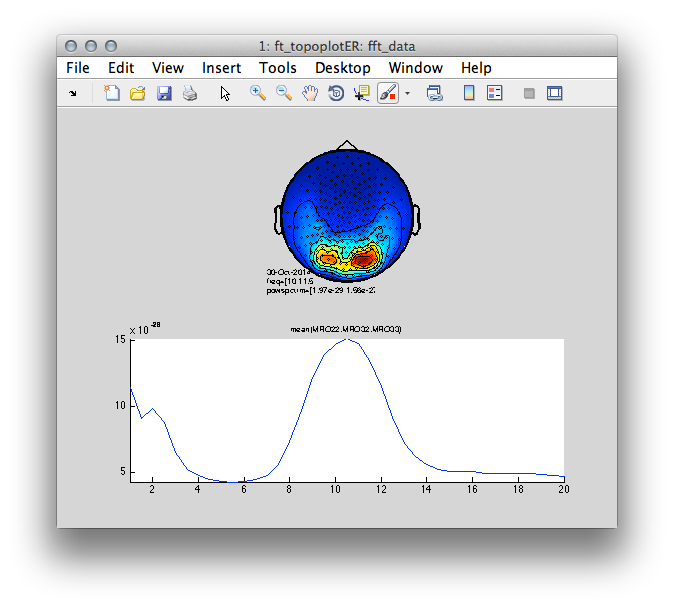 1: ft_topoplotER: fft_data
File Edit View Insert Tools Desktop Window Help
30-Oct-2014
freq=[10 11.5
powspctrm=[1.97e-29 1.56e-27
mean(MRO22,MRO32,MRO33)
x 10 -28
15
10
5
2 4 6 8 10 12 14 16 18 20